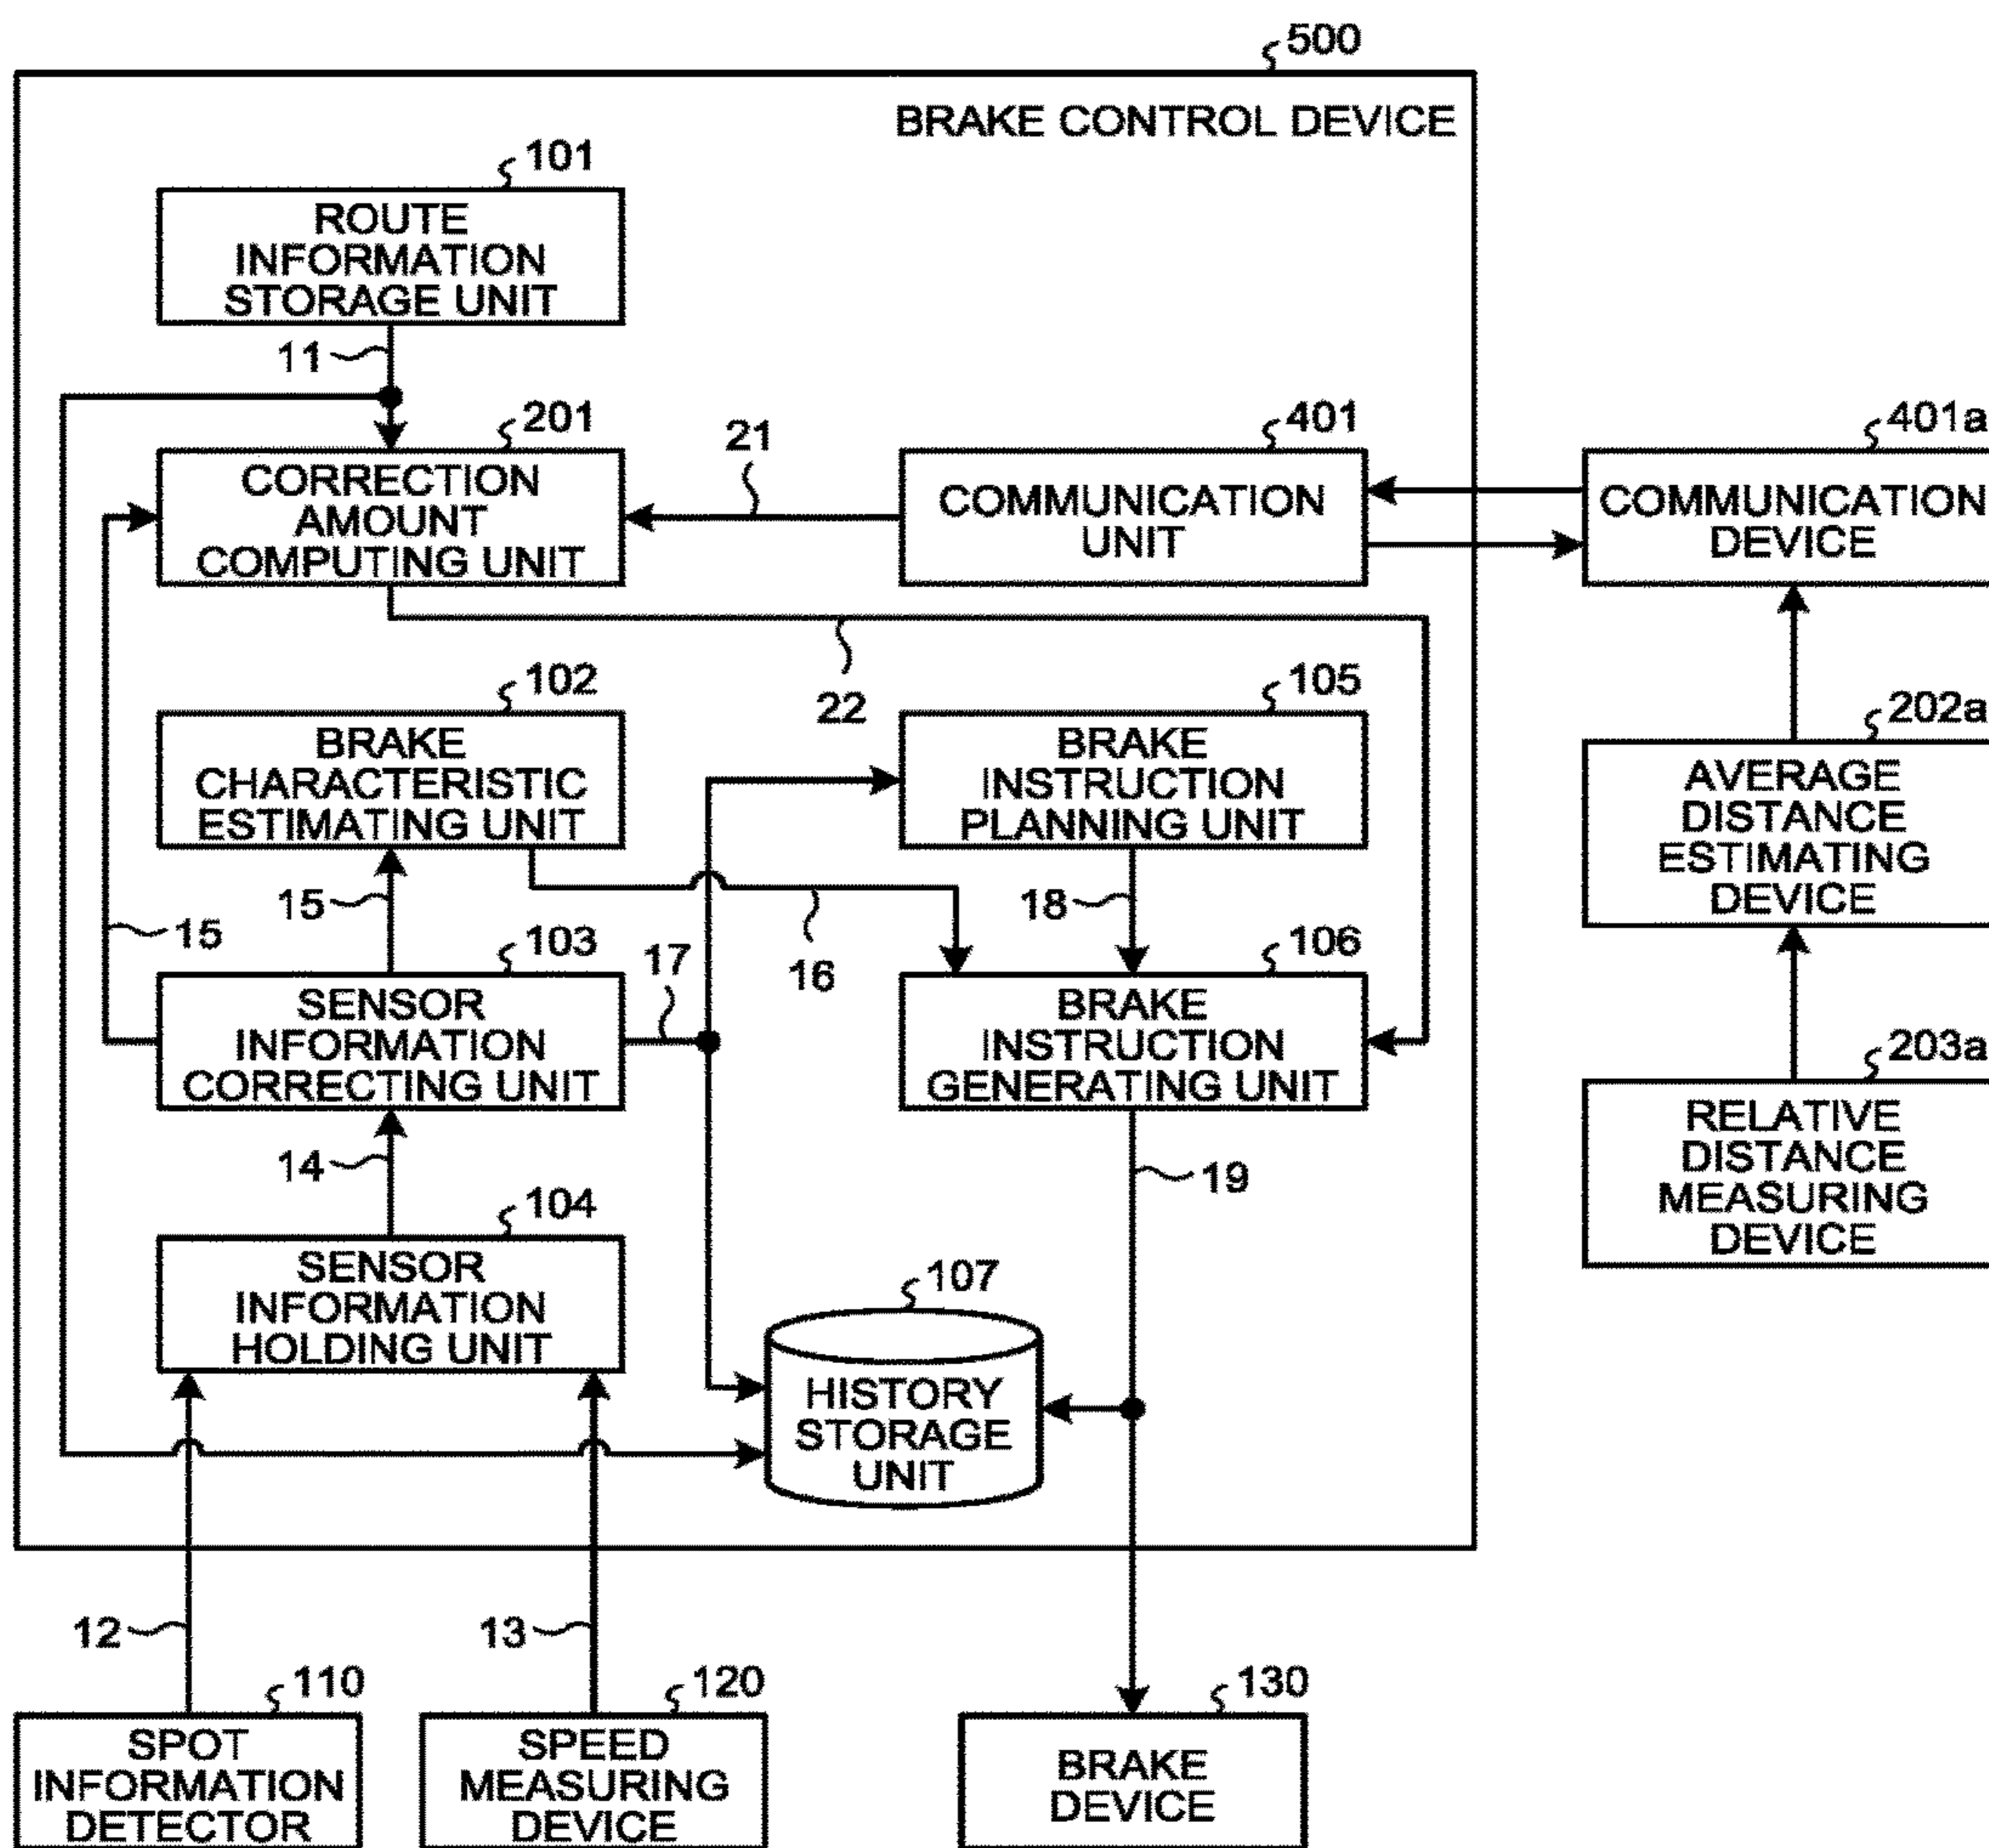 500
BRAKE CONTROL DEVICE
101
ROUTE
INFORMATION
STORAGE UNIT
11
201
CORRECTION
AMOUNT
COMPUTING UNIT
21
401
COMMUNICATION
UNIT
401a
COMMUNICATION
DEVICE
22
102
BRAKE
CHARACTERISTIC
ESTIMATING UNIT
105
BRAKE
INSTRUCTION
PLANNING UNIT
202a
AVERAGE
DISTANCE
ESTIMATING
DEVICE
15
15
16
17
18
103
SENSOR
INFORMATION
CORRECTING UNIT
106
BRAKE
INSTRUCTION
GENERATING UNIT
203a
RELATIVE
DISTANCE
MEASURING
DEVICE
14
19
104
SENSOR
INFORMATION
HOLDING UNIT
107
HISTORY
STORAGE
UNIT
12
13
110
SPOT
INFORMATION
DETECTOR
120
SPEED
MEASURING
DEVICE
130
BRAKE
DEVICE